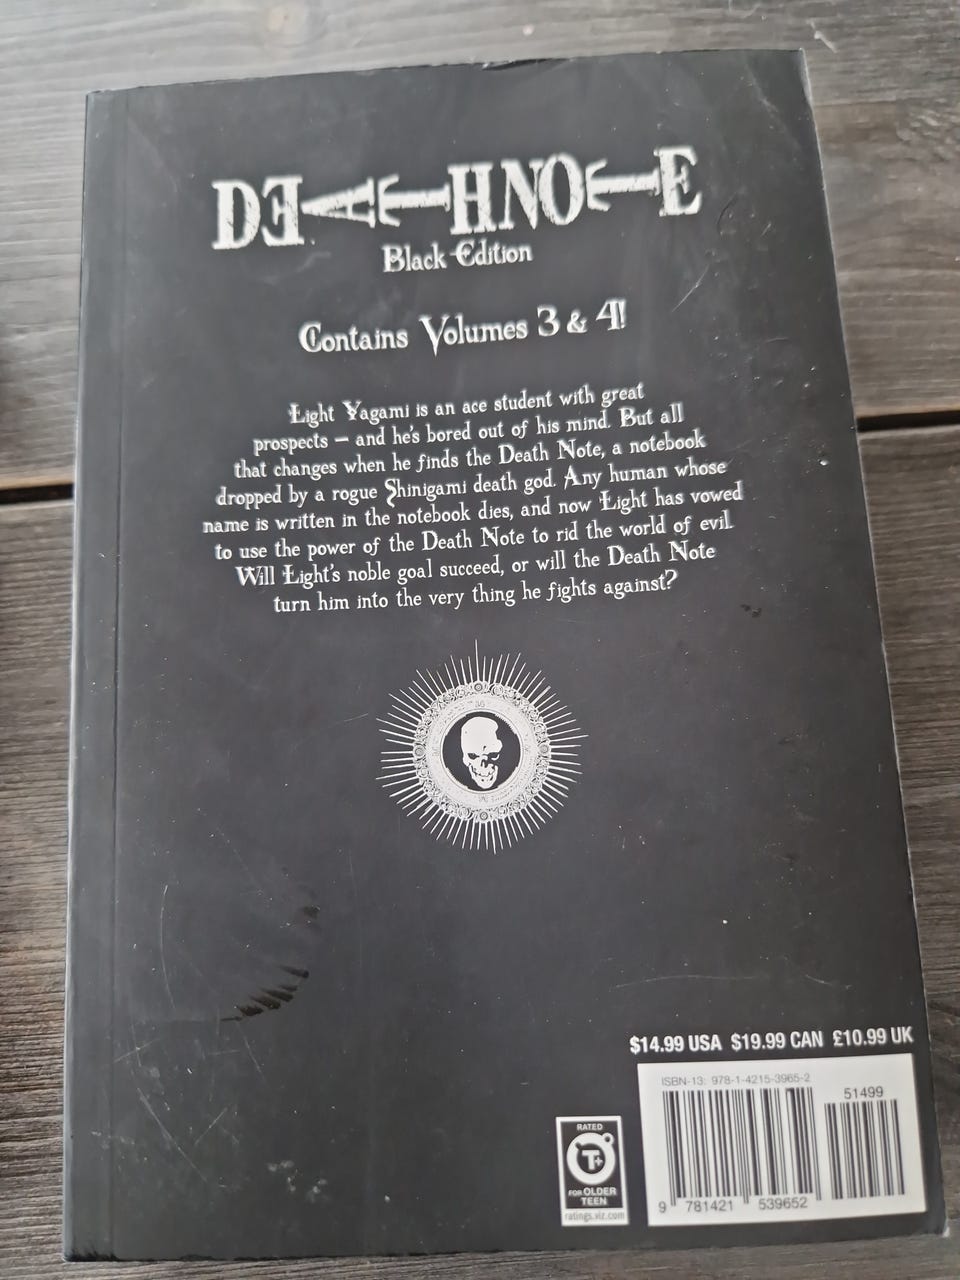 DEATH NOTE
Black Edition
Contains Volumes 3 & 4!
Light Yagami is an ace student with great
prospects – and he's bored out of his mind. But all
that changes when he finds the Death Note, a notebook
dropped by a rogue Shinigami death god. Any human whose
name is written in the notebook dies, and now Light has vowed
to use the power of the Death Note to rid the world of evil.
Will Light's noble goal succeed, or will the Death Note
turn him into the very thing he fights against?
$14.99 USA $19.99 CAN £10.99 UK
ISBN-13: 978-1-4215-3965-2
51499
9 781421 539652
RATED
T+
FOR OLDER
TEEN
ratings.viz.com